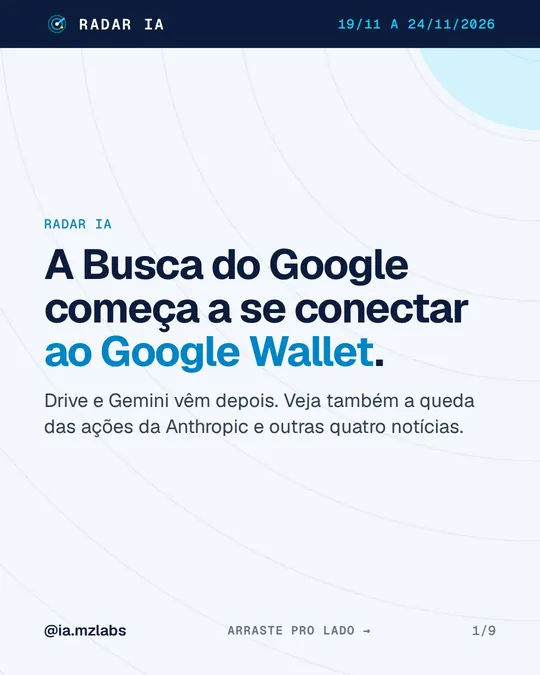 RADAR IA
19/11 A 24/11/2026
RADAR IA
A Busca do Google
começa a se conectar
ao Google Wallet.
Drive e Gemini vêm depois. Veja também a queda
das ações da Anthropic e outras quatro notícias.
@ia.mzlabs
ARRASTE PRO LADO →
1/9